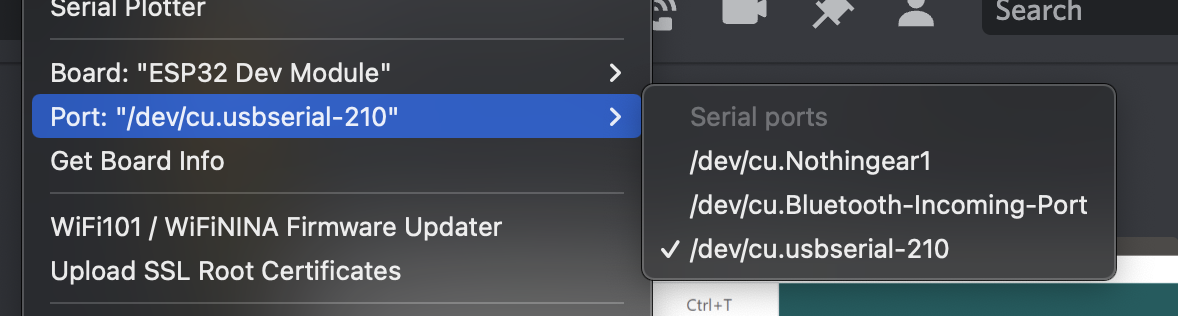 Serial Plotter
Search
Board: "ESP32 Dev Module"
Port: "/dev/cu.usbserial-210"
Get Board Info
WiFi101 / WiFiNINA Firmware Updater
Upload SSL Root Certificates
Serial ports
/dev/cu.Nothingear1
/dev/cu.Bluetooth-Incoming-Port
✓ /dev/cu.usbserial-210
Ctrl+T